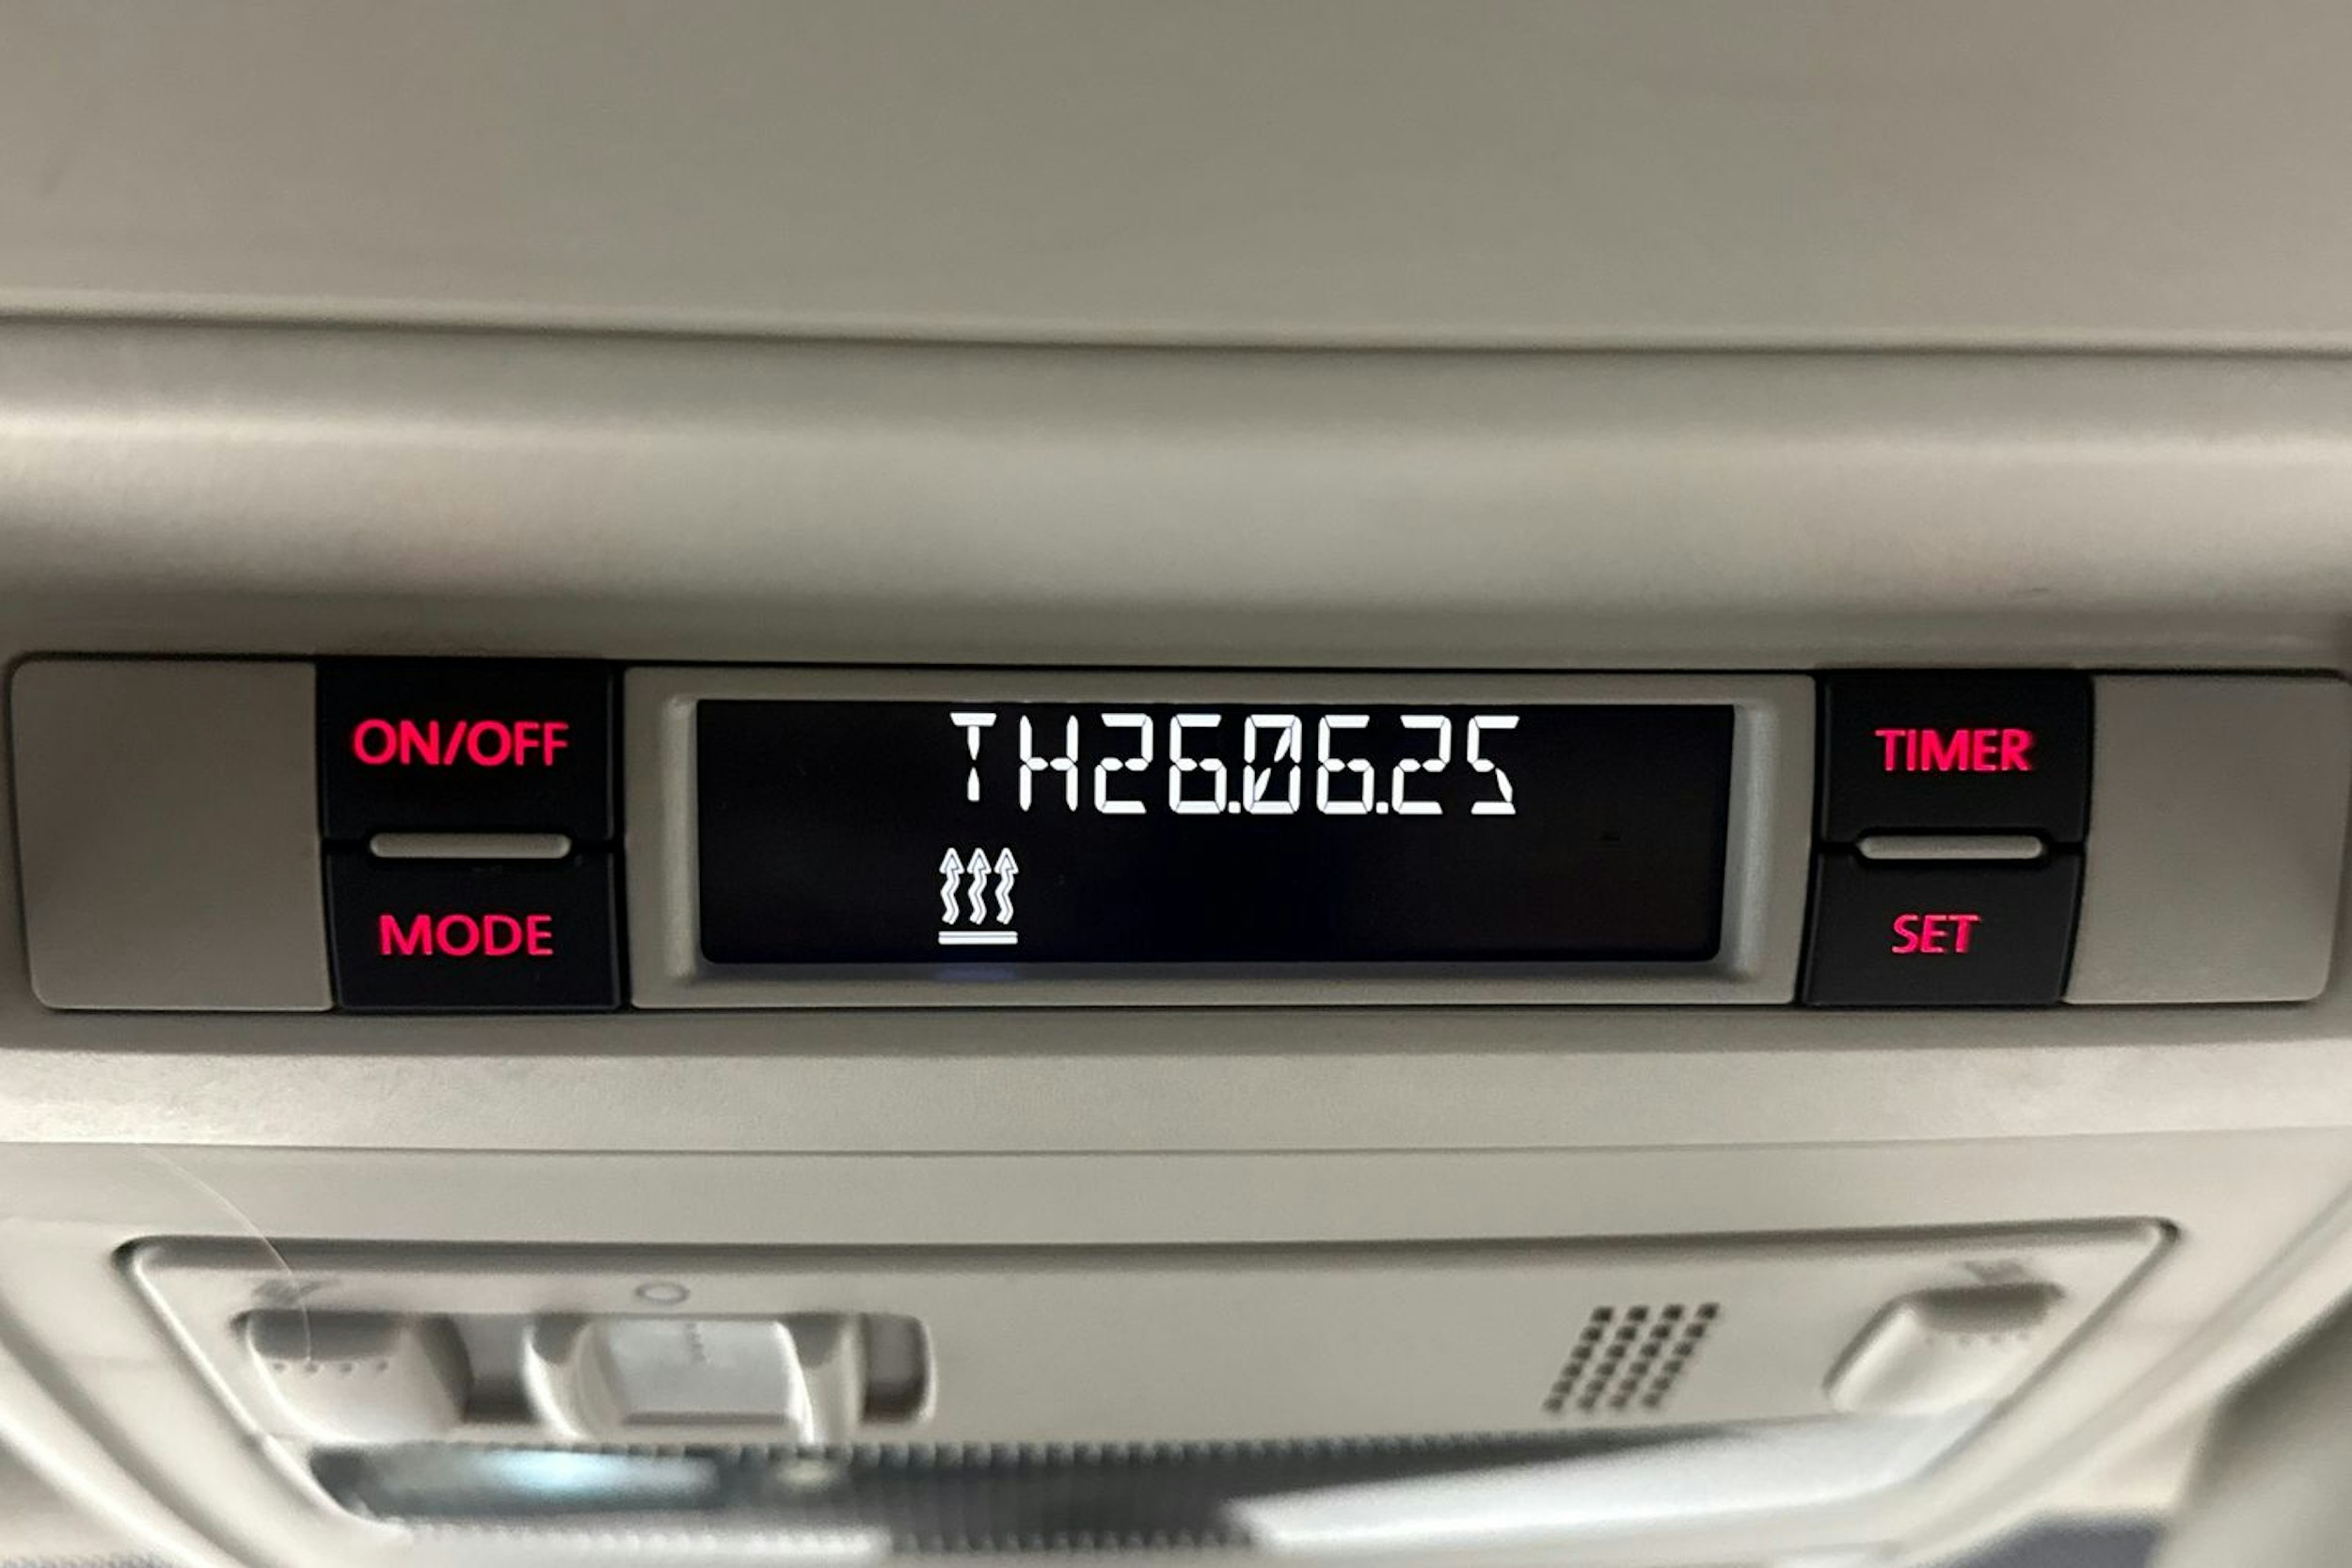 ON/OFF
MODE
TH26.06.25
TIMER
SET